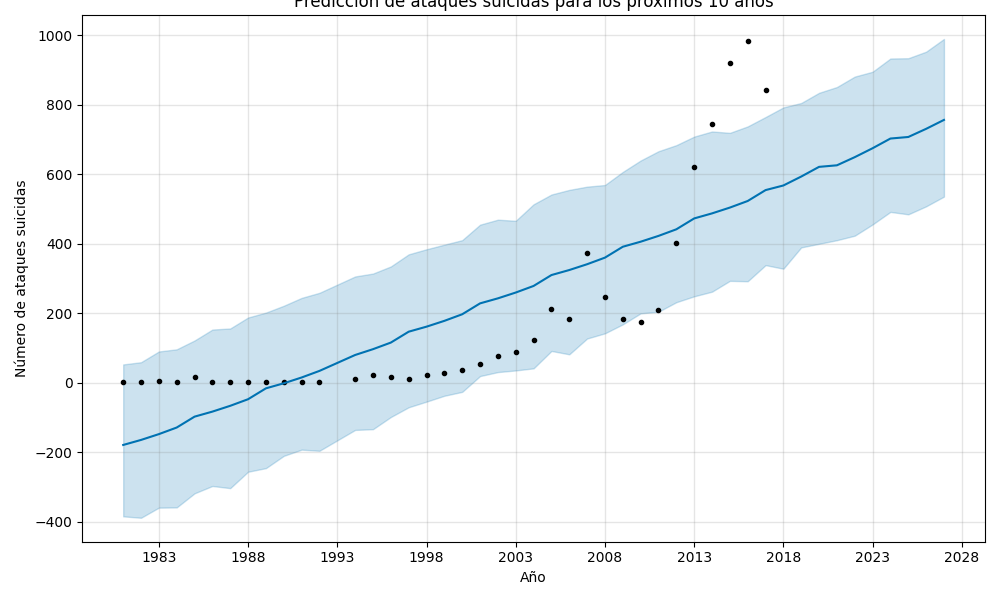 Predicción de ataques suicidas para los próximos 10 años
1000
800
600
400
200
0
−200
−400
Número de ataques suicidas
1983 1988 1993 1998 2003 2008 2013 2018 2023 2028
Año